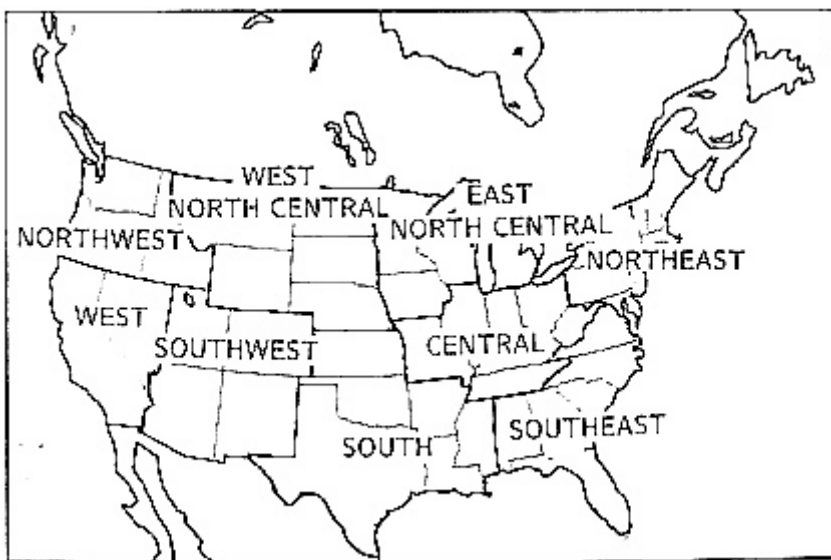 WEST
NORTH CENTRAL
EAST
NORTH CENTRAL
NORTHWEST
NORTHEAST
WEST
SOUTHWEST
CENTRAL
SOUTH
SOUTHEAST